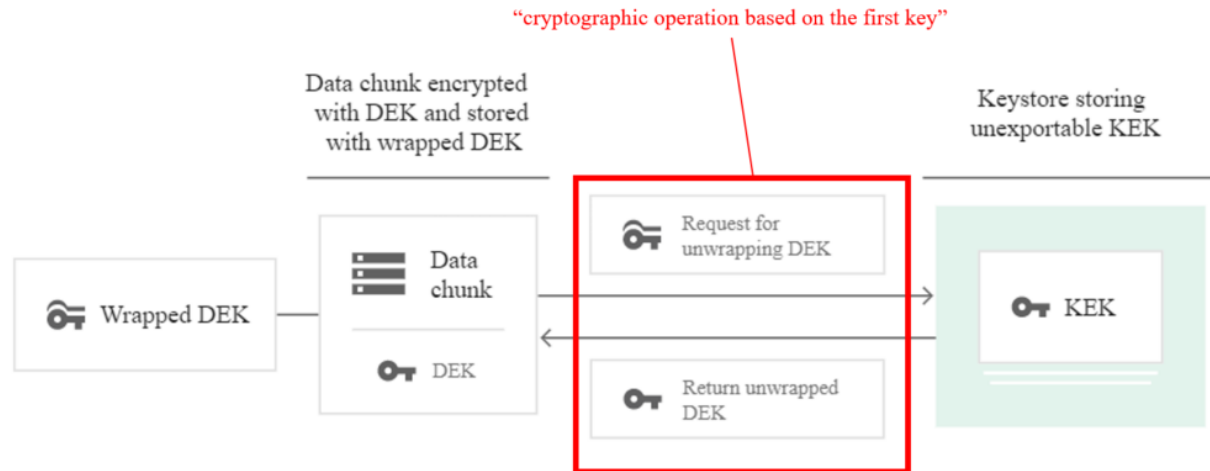 “cryptographic operation based on the first key”
Data chunk encrypted
with DEK and stored
with wrapped DEK
Keystore storing
unexportable KEK
Wrapped DEK
Data
chunk
DEK
Request for
unwrapping DEK
Return unwrapped
DEK
KEK